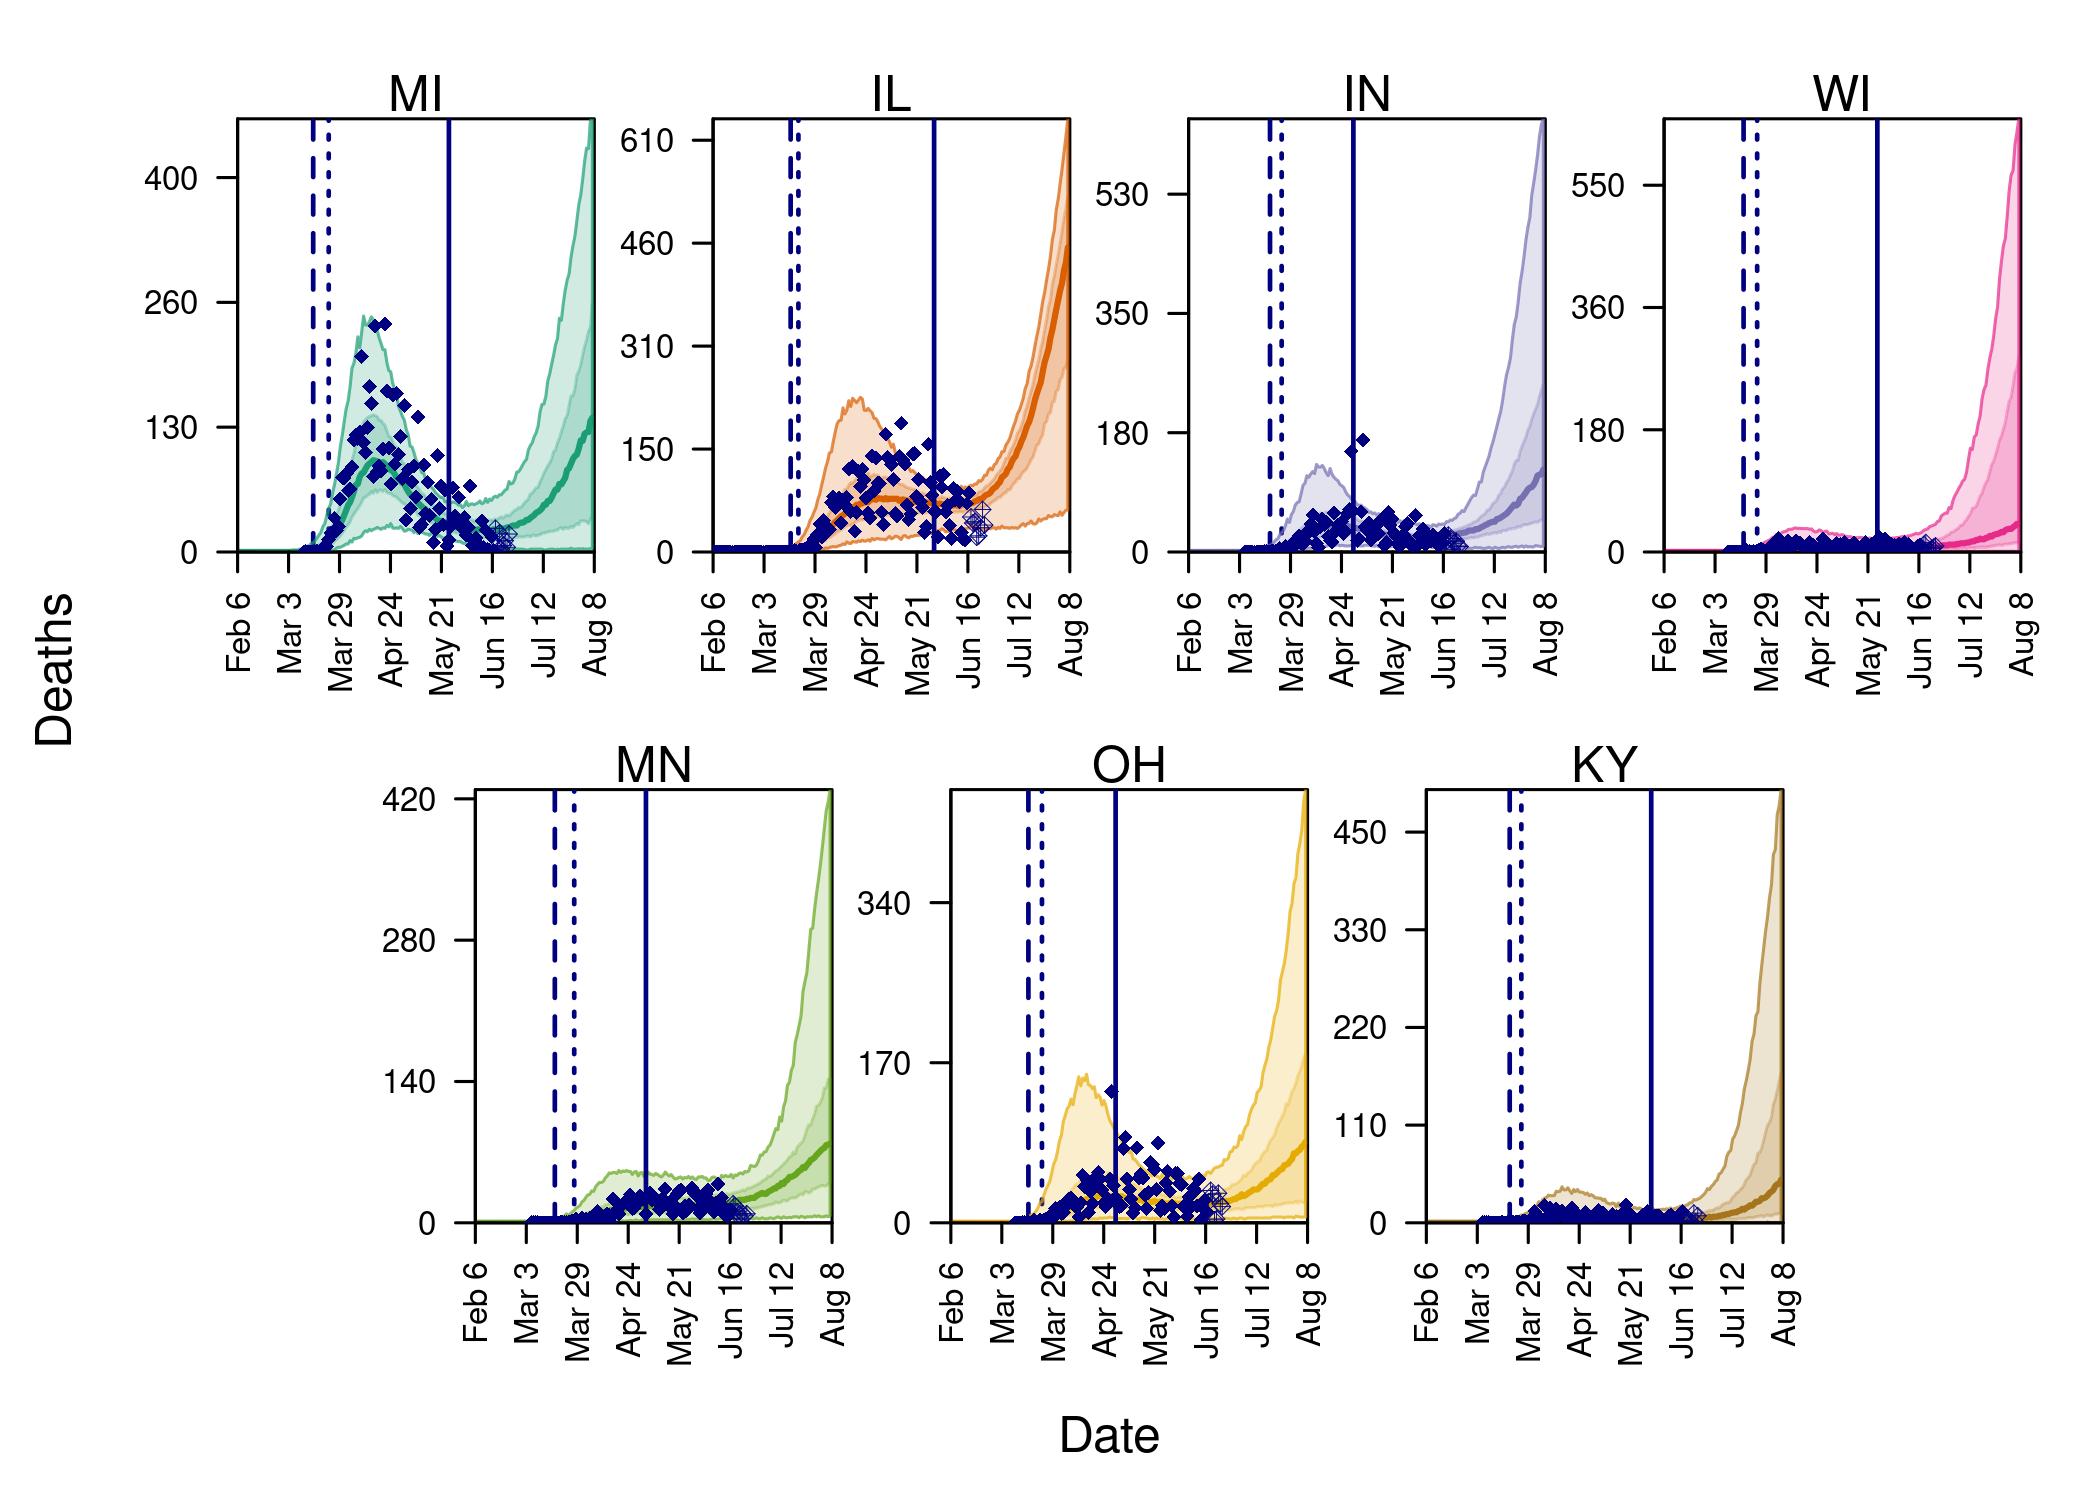 MI
IL
IN
WI
400
260
130
0
610
460
310
150
0
530
350
180
0
550
360
180
0
Feb 6
Mar 3
Mar 29
Apr 24
May 21
Jun 16
Jul 12
Aug 8
Feb 6
Mar 3
Mar 29
Apr 24
May 21
Jun 16
Jul 12
Aug 8
Feb 6
Mar 3
Mar 29
Apr 24
May 21
Jun 16
Jul 12
Aug 8
Feb 6
Mar 3
Mar 29
Apr 24
May 21
Jun 16
Jul 12
Aug 8
Deaths
MN
OH
KY
420
280
140
0
340
170
0
450
330
220
110
0
Feb 6
Mar 3
Mar 29
Apr 24
May 21
Jun 16
Jul 12
Aug 8
Feb 6
Mar 3
Mar 29
Apr 24
May 21
Jun 16
Jul 12
Aug 8
Feb 6
Mar 3
Mar 29
Apr 24
May 21
Jun 16
Jul 12
Aug 8
Date